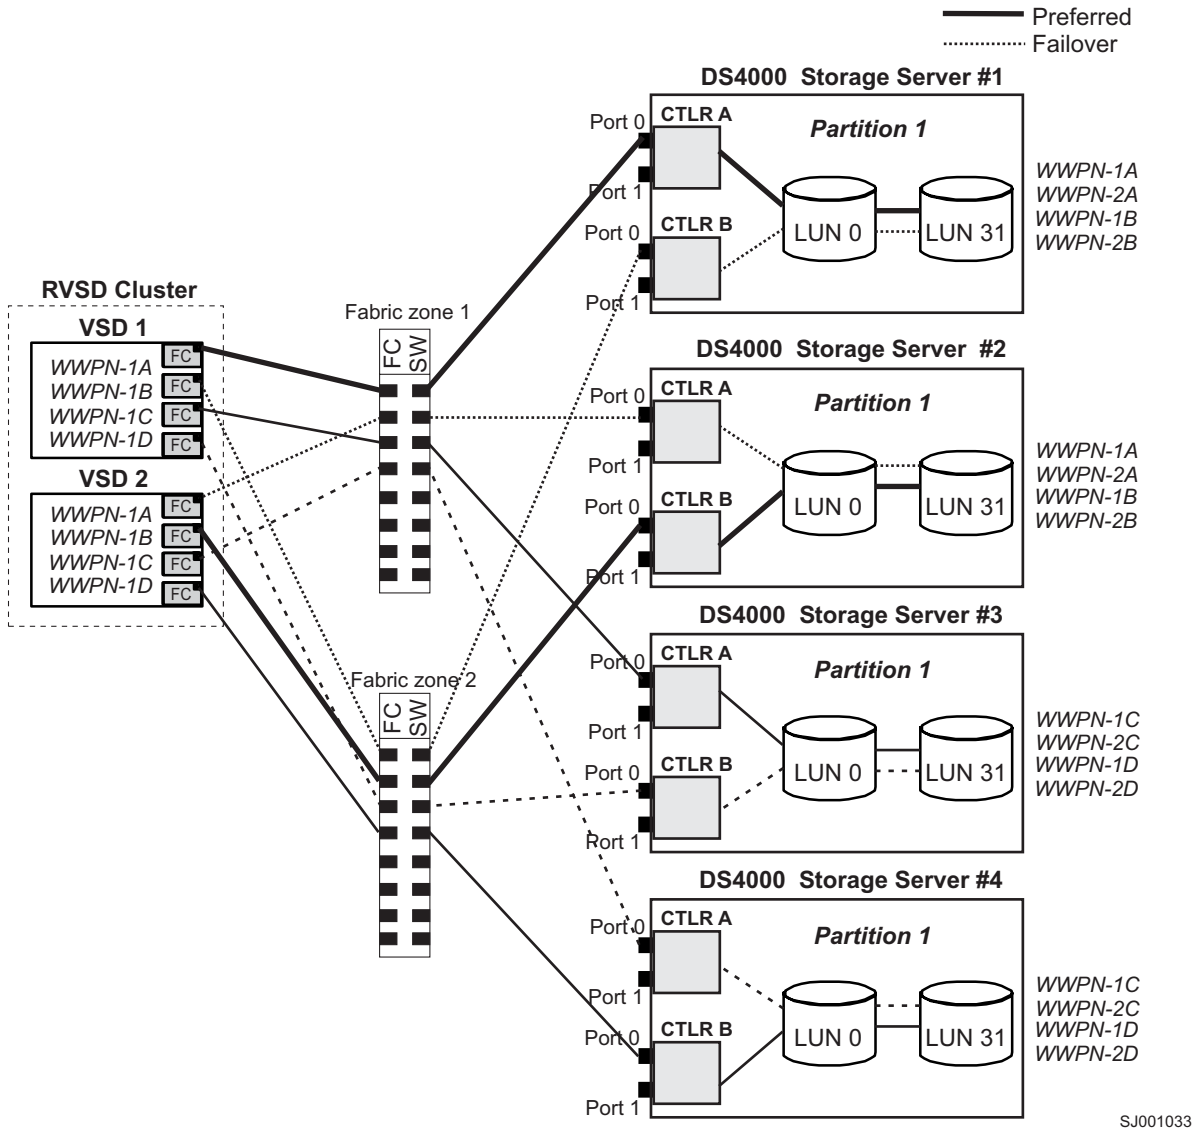 Preferred
Failover
DS4000 Storage Server #1
CTLR A
Port 0
Partition 1
Port 1
CTLR B
Port 0
LUN 0
LUN 31
Port 1
WWPN-1A
WWPN-2A
WWPN-1B
WWPN-2B
RVSD Cluster
VSD 1
WWPN-1A
FC
WWPN-1B
FC
WWPN-1C
FC
WWPN-1D
FC
VSD 2
WWPN-1A
FC
WWPN-1B
FC
WWPN-1C
FC
WWPN-1D
FC
Fabric zone 1
FC
SW
Fabric zone 2
FC
SW
DS4000 Storage Server #2
CTLR A
Port 0
Partition 1
Port 1
CTLR B
Port 0
LUN 0
LUN 31
Port 1
WWPN-1A
WWPN-2A
WWPN-1B
WWPN-2B
DS4000 Storage Server #3
CTLR A
Port 0
Partition 1
Port 1
CTLR B
Port 0
LUN 0
LUN 31
Port 1
WWPN-1C
WWPN-2C
WWPN-1D
WWPN-2D
DS4000 Storage Server #4
CTLR A
Port 0
Partition 1
Port 1
CTLR B
Port 0
LUN 0
LUN 31
Port 1
WWPN-1C
WWPN-2C
WWPN-1D
WWPN-2D
SJ001033